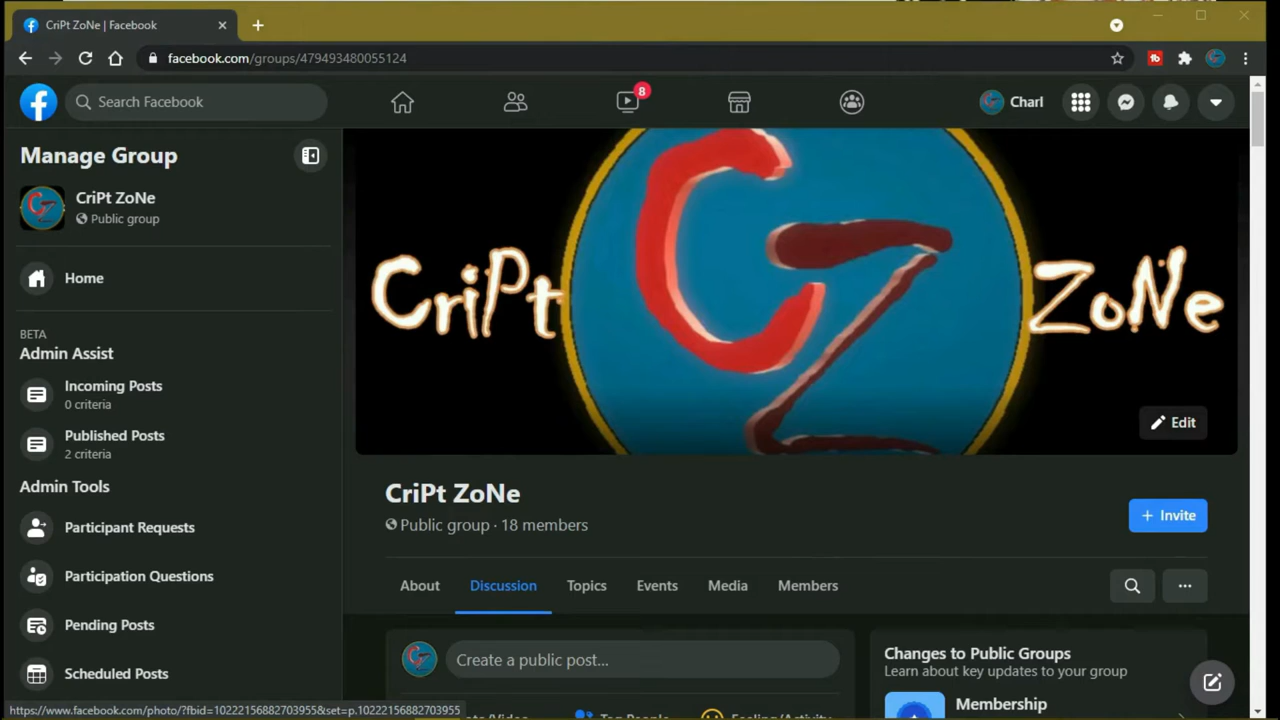 CriPt ZoNe | Facebook
facebook.com/groups/479493480055124
Search Facebook
8
Charl
Manage Group
CriPt ZoNe
Public group
Home
BETA
Admin Assist
Incoming Posts
0 criteria
Published Posts
2 criteria
Admin Tools
Participant Requests
Participation Questions
Pending Posts
Scheduled Posts
CriPt CZ ZoNe
Edit
CriPt ZoNe
Public group · 18 members
+ Invite
About Discussion Topics Events Media Members
Create a public post...
Changes to Public Groups
Learn about key updates to your group
Membership
https://www.facebook.com/photo/?fbid=10222156882703955&set=p.10222156882703955
Feeling/Activity